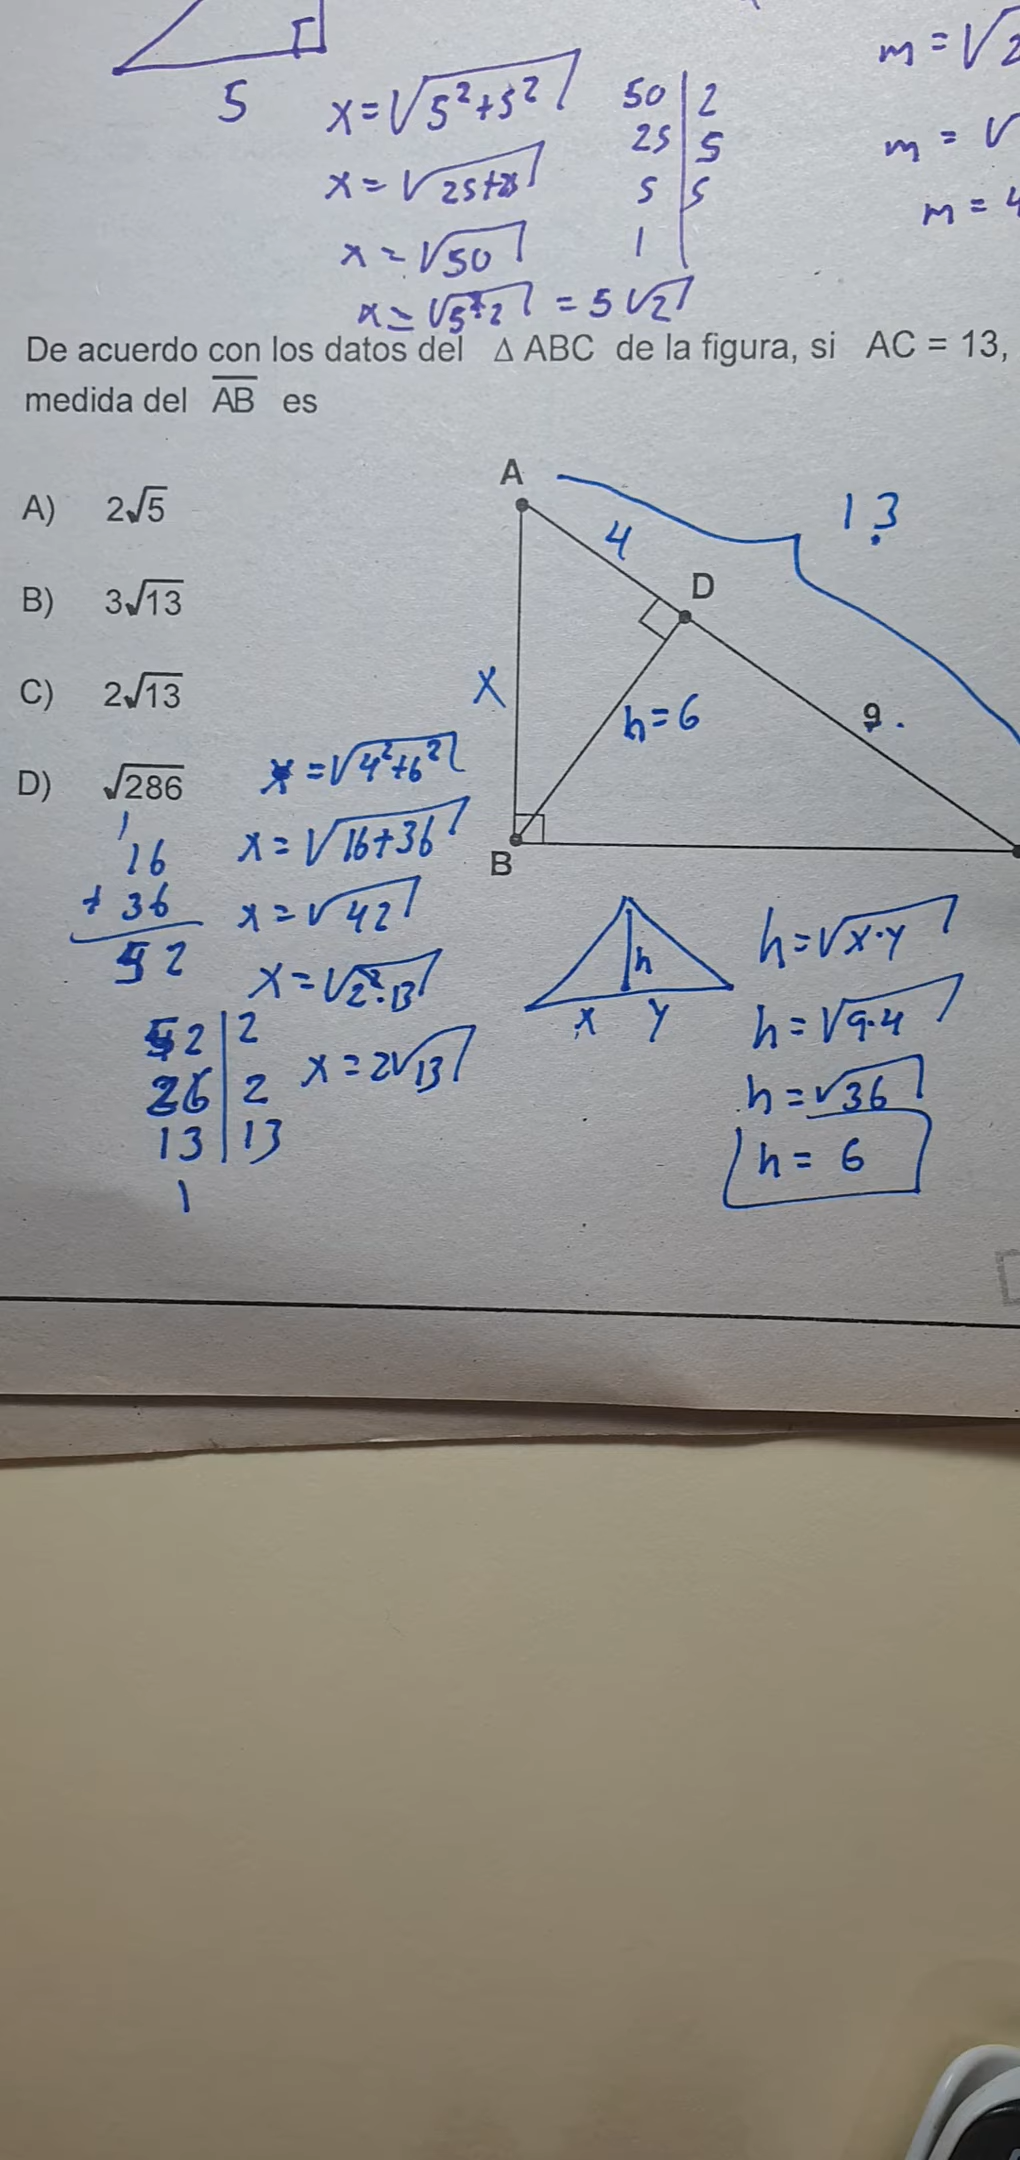 5
x=√5²+5²
x=√25+25
x=√50
x=√5²·2 = 5√2
50 | 2
25 | 5
5 | 5
1
m=√2
m = √
m = 4
De acuerdo con los datos del △ ABC de la figura, si AC = 13,
medida del AB es
A) 2√5
B) 3√13
C) 2√13
D) √286
A
4
13
D
x
h=6
9
B
x=√4²+6²
x=√16+36
x=√42
x=√2²·13
x=2√13
1
16
+ 36
52
52 | 2
26 | 2
13 | 13
1
h
x y
h=√x·y
h=√9·4
h=√36
h= 6